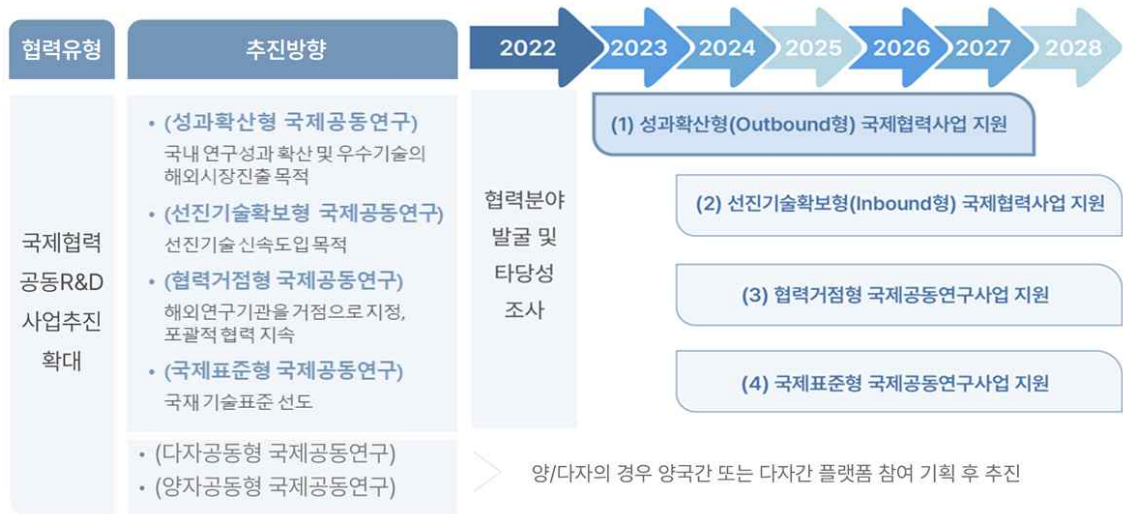 협력유형
추진방향
2022
2023
2024
2025
2026
2027
2028
국제협력
공동R&D
사업추진
확대
• (성과확산형 국제공동연구)
국내 연구성과 확산 및 우수기술의
해외시장진출 목적
• (선진기술확보형 국제공동연구)
선진기술 신속도입 목적
• (협력거점형 국제공동연구)
해외연구기관을 거점으로 지정,
포괄적 협력 지속
• (국제표준형 국제공동연구)
국재 기술표준 선도
• (다자공동형 국제공동연구)
• (양자공동형 국제공동연구)
협력분야
발굴 및
타당성
조사
(1) 성과확산형(Outbound형) 국제협력사업 지원
(2) 선진기술확보형(Inbound형) 국제협력사업 지원
(3) 협력거점형 국제공동연구사업 지원
(4) 국제표준형 국제공동연구사업 지원
양/다자의 경우 양국간 또는 다자간 플랫폼 참여 기획 후 추진